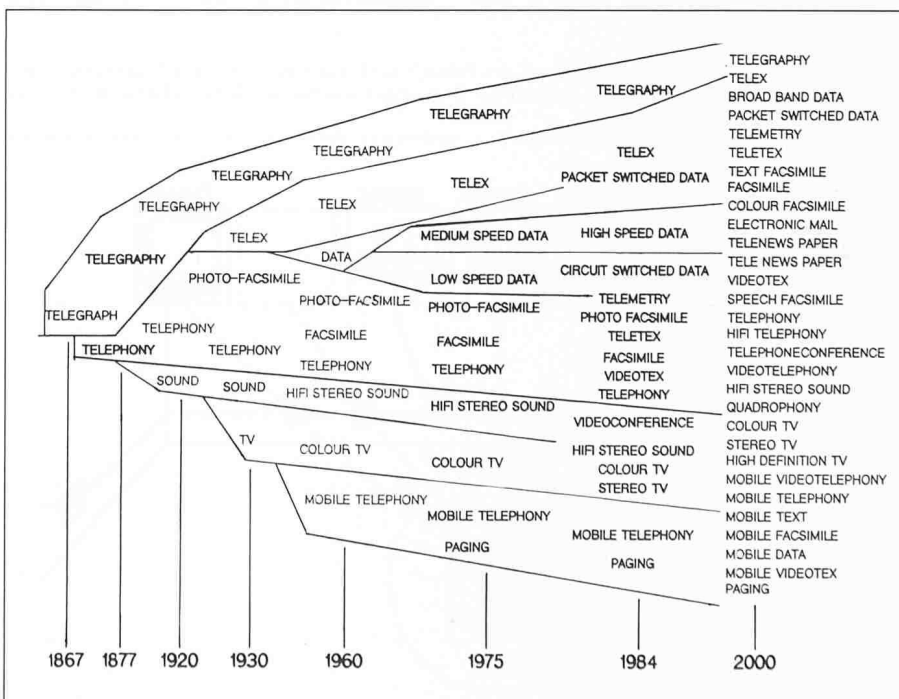 TELEGRAPH
TELEGRAPHY
TELEPHONY
TELEGRAPHY
TELEPHONY
SOUND
TELEGRAPHY
TELEX
PHOTO-FACSIMILE
TELEPHONY
SOUND
TV
TELEGRAPHY
TELEX
DATA
PHOTO-FACSIMILE
FACSIMILE
TELEPHONY
HIFI STEREO SOUND
COLOUR TV
MOBILE TELEPHONY
TELEGRAPHY
TELEX
MEDIUM SPEED DATA
LOW SPEED DATA
PHOTO-FACSIMILE
FACSIMILE
TELEPHONY
HIFI STEREO SOUND
COLOUR TV
MOBILE TELEPHONY
PAGING
TELEGRAPHY
TELEX
PACKET SWITCHED DATA
HIGH SPEED DATA
CIRCUIT SWITCHED DATA
TELEMETRY
PHOTO FACSIMILE
TELETEX
FACSIMILE
VIDEOTEX
TELEPHONY
VIDEOCONFERENCE
HIFI STEREO SOUND
COLOUR TV
STEREO TV
MOBILE TELEPHONY
PAGING
TELEGRAPHY
TELEX
BROAD BAND DATA
PACKET SWITCHED DATA
TELEMETRY
TELETEX
TEXT FACSIMILE
FACSIMILE
COLOUR FACSIMILE
ELECTRONIC MAIL
TELENEWS PAPER
TELE NEWS PAPER
VIDEOTEX
SPEECH FACSIMILE
TELEPHONY
HIFI TELEPHONY
TELEPHONECONFERENCE
VIDEOTELEPHONY
HIFI STEREO SOUND
QUADROPHONY
COLOUR TV
STEREO TV
HIGH DEFINITION TV
MOBILE VIDEOTELEPHONY
MOBILE TELEPHONY
MOBILE TEXT
MOBILE FACSIMILE
MOBILE DATA
MOBILE VIDEOTEX
PAGING
1867 1877 1920 1930 1960 1975 1984 2000